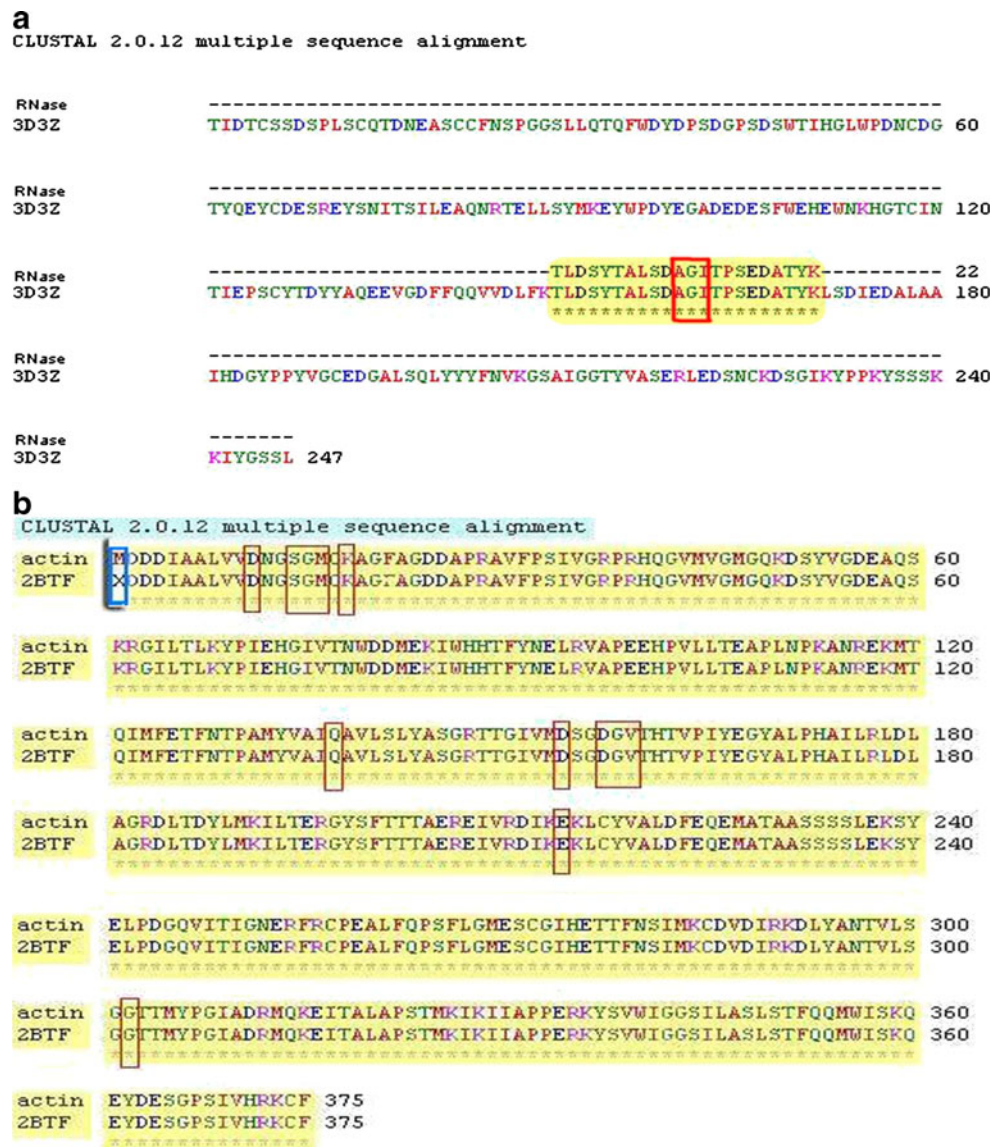 a
CLUSTAL 2.0.12 multiple sequence alignment
RNase ------------------------------------------------------------
3D3Z TIDTCSSDSPLSCQTDNEASCCFNSPGGSLLQTQFWDYDPSDGPSDSWTIHGLWPDNCDG 60
RNase ------------------------------------------------------------
3D3Z TYQEYCDESREYSNITSILEAQNRTELLSYMKEYWPDYEGADEDESFWEHEWNKHGTCIN 120
RNase ----------------------------TLDSYTALSDAGITPSEDATYK---------- 22
3D3Z TIEPSCYTDYYAQEEVGDFFQQVVDLFKTLDSYTALSDAGITPSEDATYKLSDIEDALAA 180
**********************
RNase ------------------------------------------------------------
3D3Z IHDGYPPYVGCEDGALSQLYYYFNVKGSAIGGTYVASERLEDSNCKDSGIKYPPKYSSSK 240
RNase -------
3D3Z KIYGSSL 247
b
CLUSTAL 2.0.12 multiple sequence alignment
actin MDDDIAALVVDNGSGMCKAGFAGDDAPRAVFPSIVGRPRHQGVMVGMGQKDSYVGDEAQS 60
2BTF XDDDIAALVVDNGSGMCKAGFAGDDAPRAVFPSIVGRPRHQGVMVGMGQKDSYVGDEAQS 60
***********************************************************
actin KRGILTLKYPIEHGIVTNWDDMEKIWHHTFYNELRVAPEEHPVLLTEAPLNPKANREKMT 120
2BTF KRGILTLKYPIEHGIVTNWDDMEKIWHHTFYNELRVAPEEHPVLLTEAPLNPKANREKMT 120
************************************************************
actin QIMFETFNTPAMYVAIQAVLSLYASGRTTGIVMDSGDGVTHTVPIYEGYALPHAILRLDL 180
2BTF QIMFETFNTPAMYVAIQAVLSLYASGRTTGIVMDSGDGVTHTVPIYEGYALPHAILRLDL 180
************************************************************
actin AGRDLTDYLMKILTERGYSFTTTAEREIVRDIKEKLCYVALDFEQEMATAASSSSLEKSY 240
2BTF AGRDLTDYLMKILTERGYSFTTTAEREIVRDIKEKLCYVALDFEQEMATAASSSSLEKSY 240
************************************************************
actin ELPDGQVITIGNERFRCPEALFQPSFLGMESCGIHETTFNSIMKCDVDIRKDLYANTVLS 300
2BTF ELPDGQVITIGNERFRCPEALFQPSFLGMESCGIHETTFNSIMKCDVDIRKDLYANTVLS 300
************************************************************
actin GGTTMYPGIADRMQKEITALAPSTMKIKIIAPPERKYSVWIGGSILASLSTFQQMWISKQ 360
2BTF GGTTMYPGIADRMQKEITALAPSTMKIKIIAPPERKYSVWIGGSILASLSTFQQMWISKQ 360
************************************************************
actin EYDESGPSIVHRKCF 375
2BTF EYDESGPSIVHRKCF 375
***************